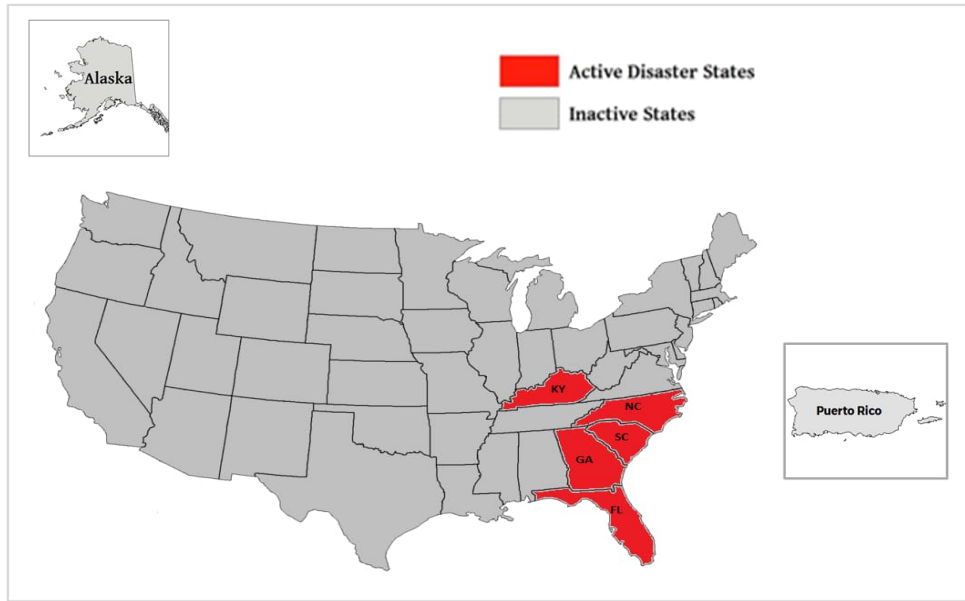 Alaska
Active Disaster States
Inactive States
KY
NC
SC
GA
FL
Puerto Rico